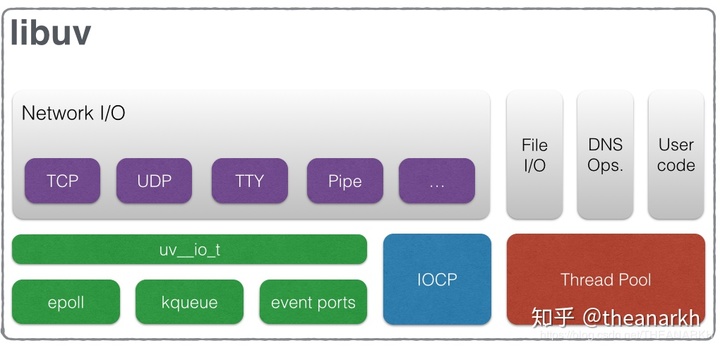 libuv
Network I/O
TCP
UDP
TTY
Pipe
...
File
I/O
DNS
Ops.
User
code
uv__io_t
epoll
kqueue
event ports
IOCP
Thread Pool
知乎 @theanarkh